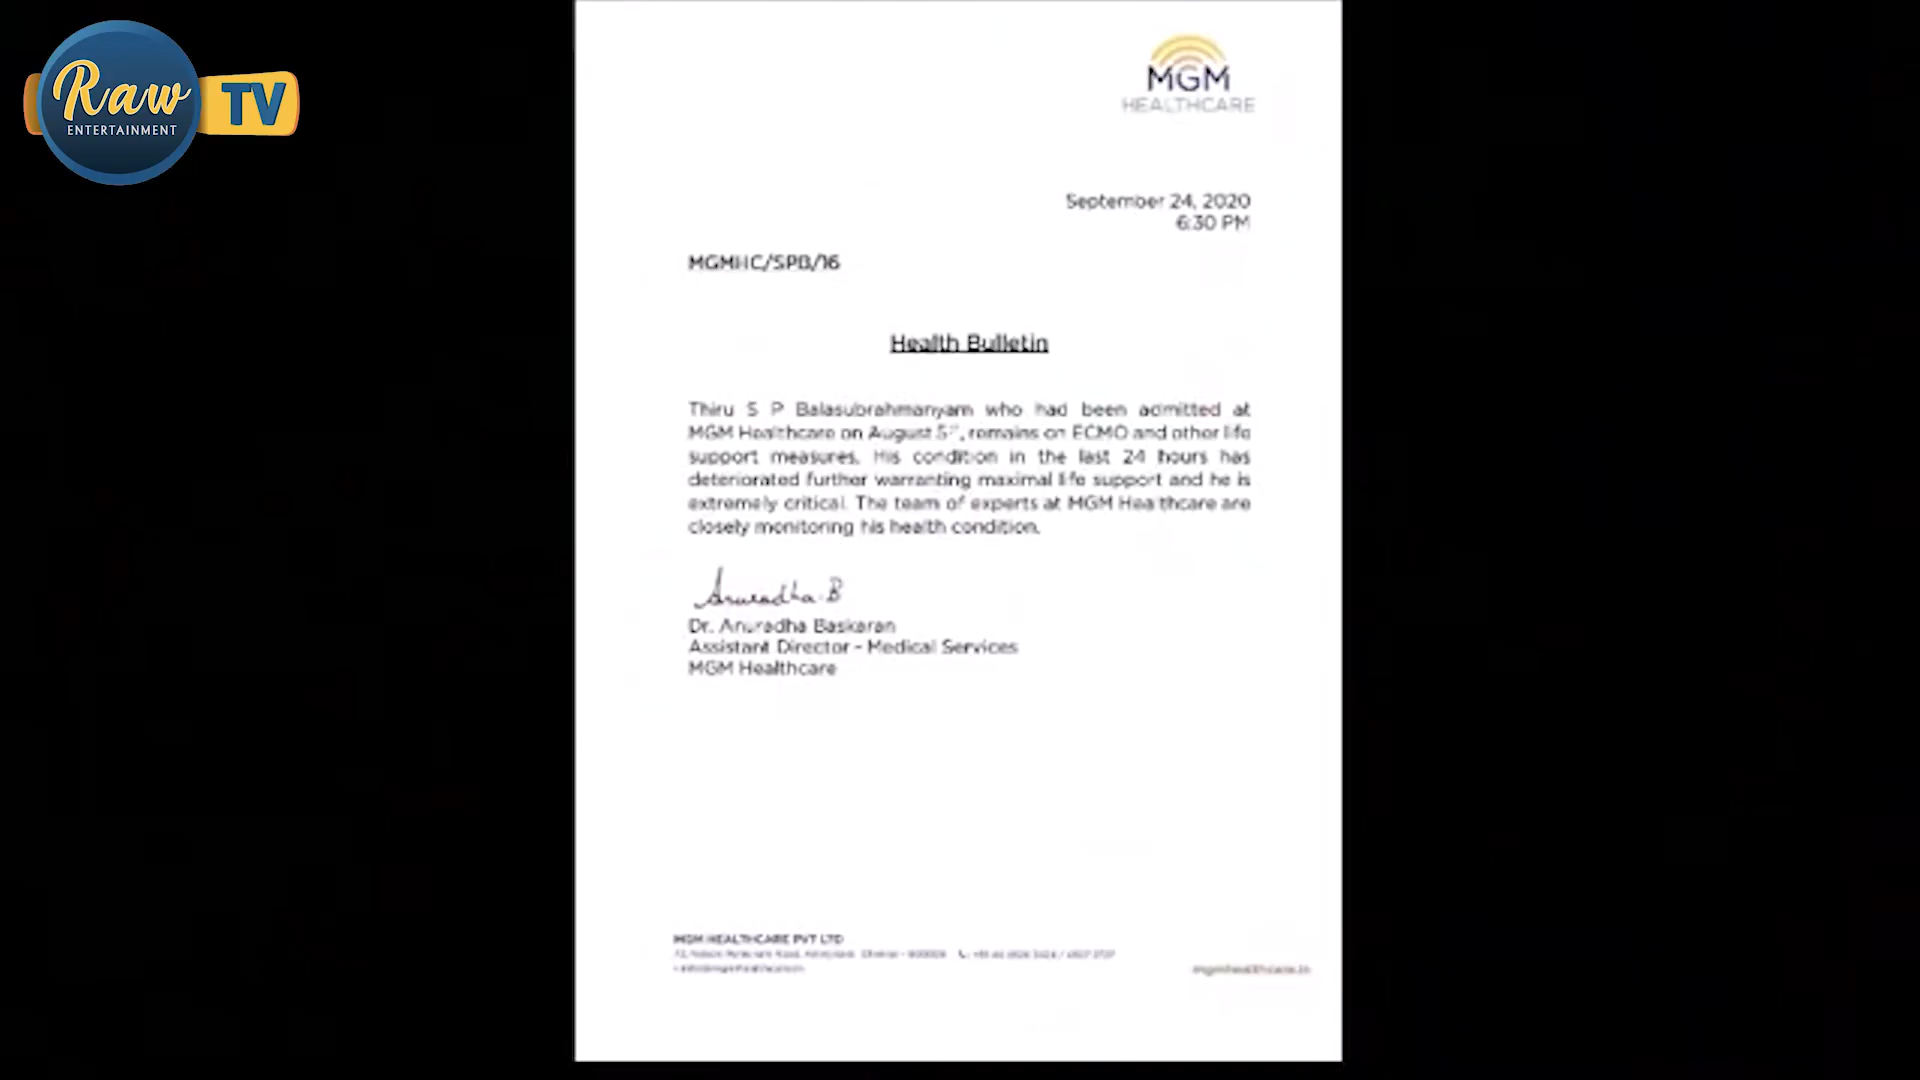 Raw
ENTERTAINMENT
TV
MGM
HEALTHCARE
September 24, 2020
6:30 PM
MGMHC/SPB/16
Health Bulletin
Thiru S P Balasubrahmanyam who had been admitted at
MGM Healthcare on August 5th, remains on ECMO and other life
support measures. His condition in the last 24 hours has
deteriorated further warranting maximal life support and he is
extremely critical. The team of experts at MGM Healthcare are
closely monitoring his health condition.
Anuradha.B
Dr. Anuradha Baskaran
Assistant Director - Medical Services
MGM Healthcare
MGM HEALTHCARE PVT LTD
mgmhealthcare.in